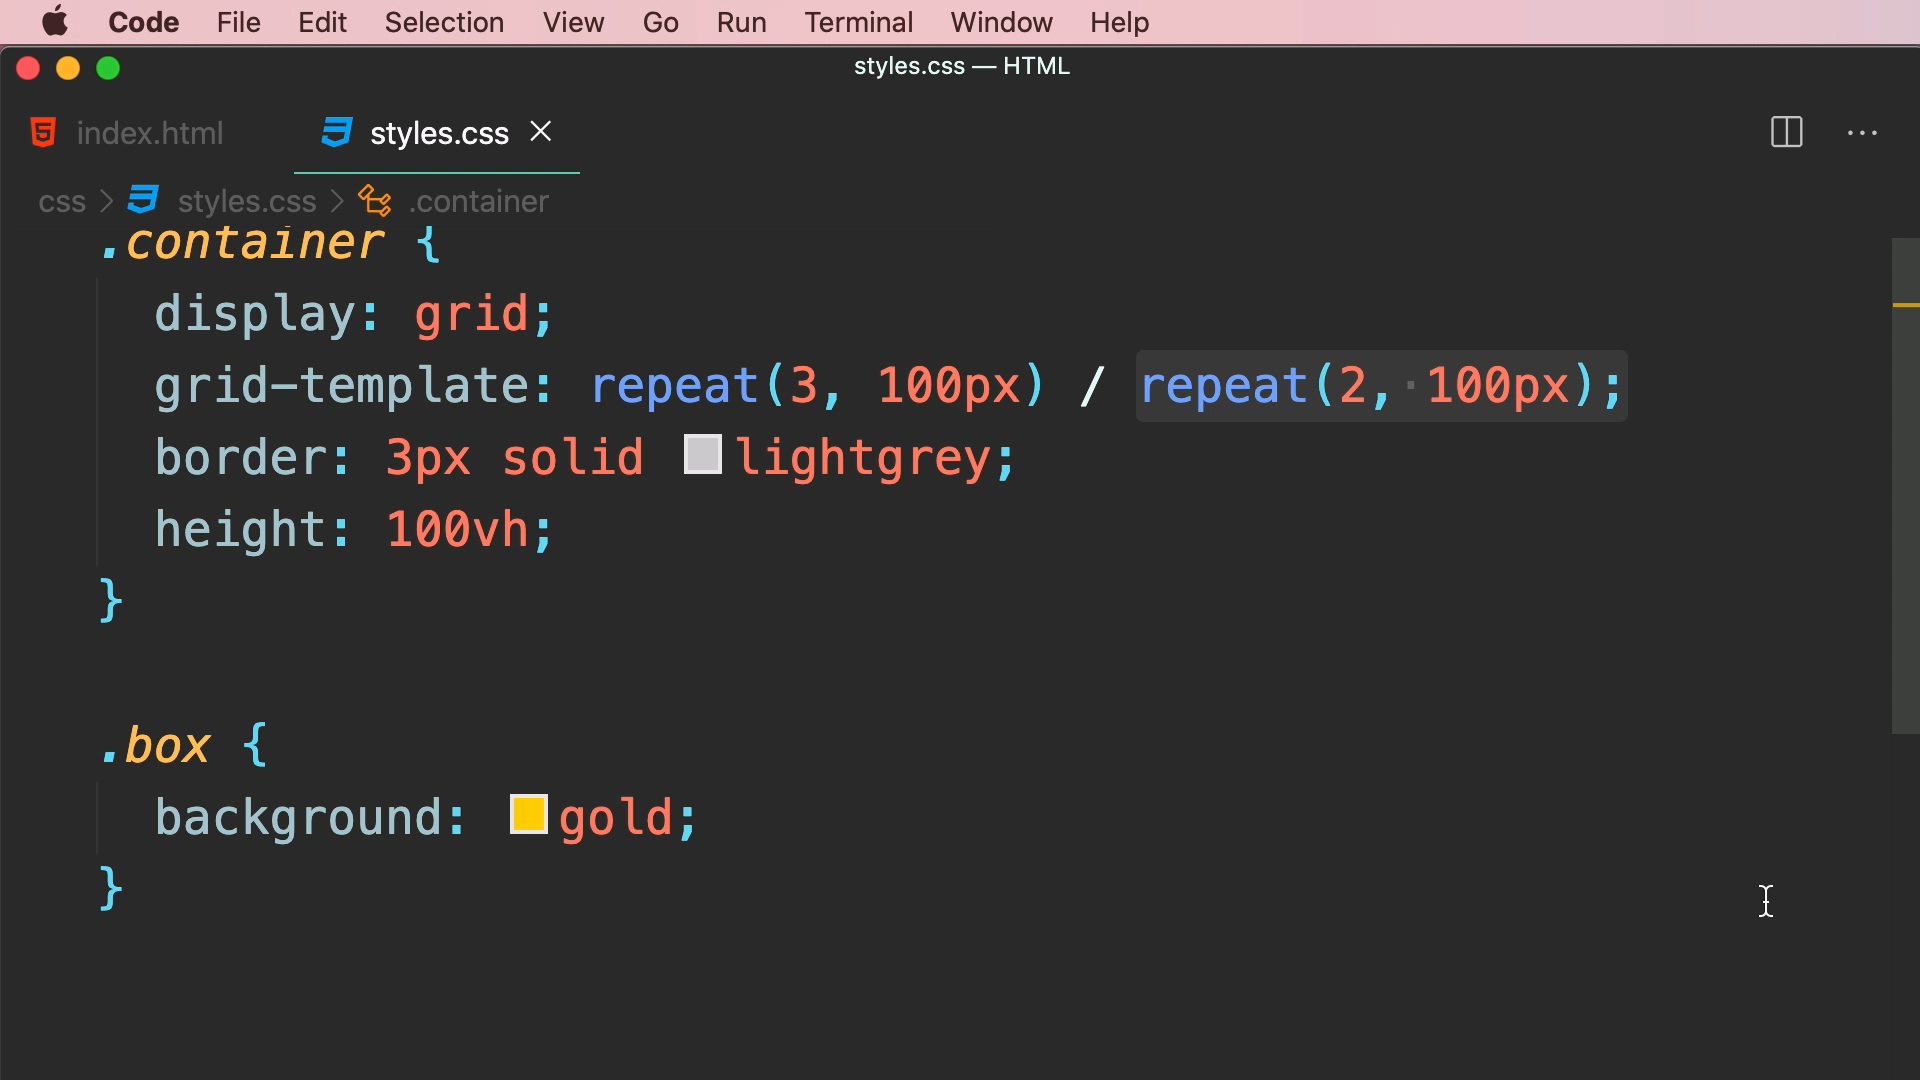 Code File Edit Selection View Go Run Terminal Window Help
styles.css — HTML
index.html styles.css
css > styles.css > .container
.container {
display: grid;
grid-template: repeat(3, 100px) / repeat(2, 100px);
border: 3px solid lightgrey;
height: 100vh;
}
.box {
background: gold;
}